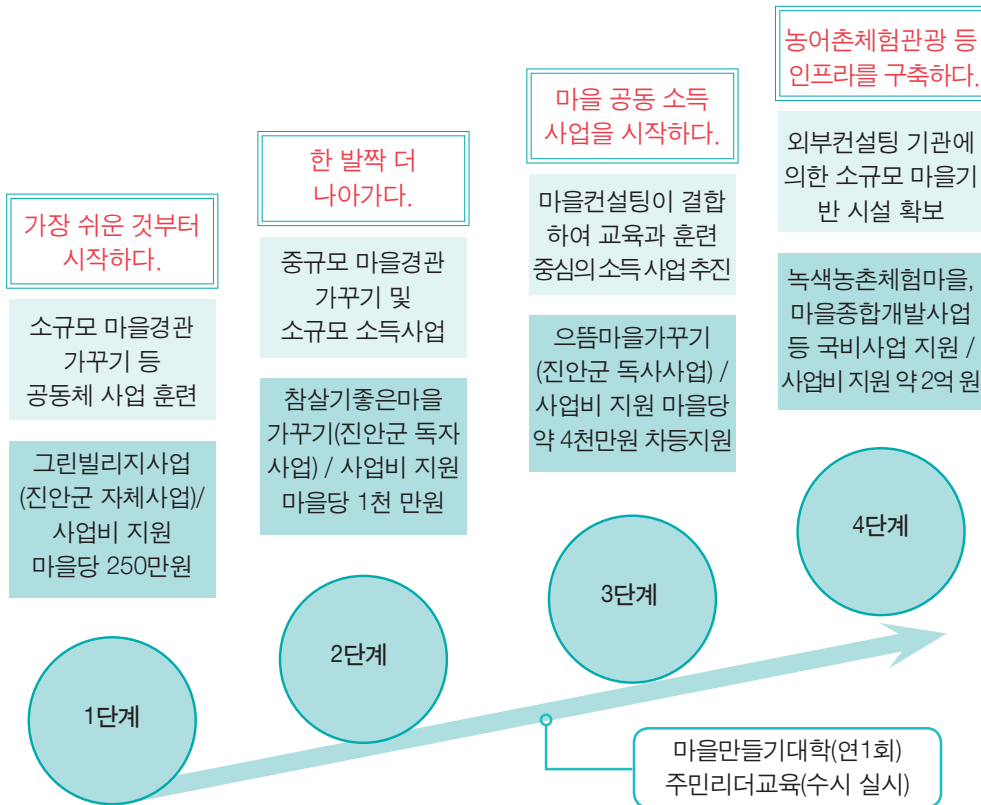 가장 쉬운 것부터
시작하다.
소규모 마을경관
가꾸기 등
공동체 사업 훈련
그린빌리지사업
(진안군 자체사업)/
사업비 지원
마을당 250만원
1단계
한 발짝 더
나아가다.
중규모 마을경관
가꾸기 및
소규모 소득사업
참살기좋은마을
가꾸기(진안군 독자
사업) / 사업비 지원
마을당 1천 만원
2단계
마을 공동 소득
사업을 시작하다.
마을컨설팅이 결합
하여 교육과 훈련
중심의 소득 사업 추진
으뜸마을가꾸기
(진안군 독사사업) /
사업비 지원 마을당
약 4천만원 차등지원
3단계
농어촌체험관광 등
인프라를 구축하다.
외부컨설팅 기관에
의한 소규모 마을기
반 시설 확보
녹색농촌체험마을,
마을종합개발사업
등 국비사업 지원 /
사업비 지원 약 2억 원
4단계
마을만들기대학(연1회)
주민리더교육(수시 실시)